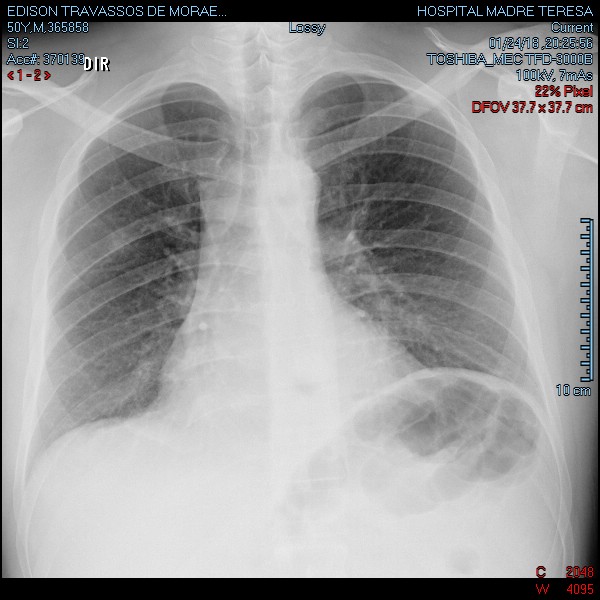 EDISON TRAVASSOS DE MORAE...
50Y,M,365858
SI:2
Acc#: 370139
<1-2>
DIR
Lossy
HOSPITAL MADRE TERESA
Current
01/24/18 ,20:25:56
TOSHIBA_MEC TFD-3000B
100kV, 7mAs
22% Pixel
DFOV 37.7 x 37.7 cm
10 cm
C 2048
W 4095